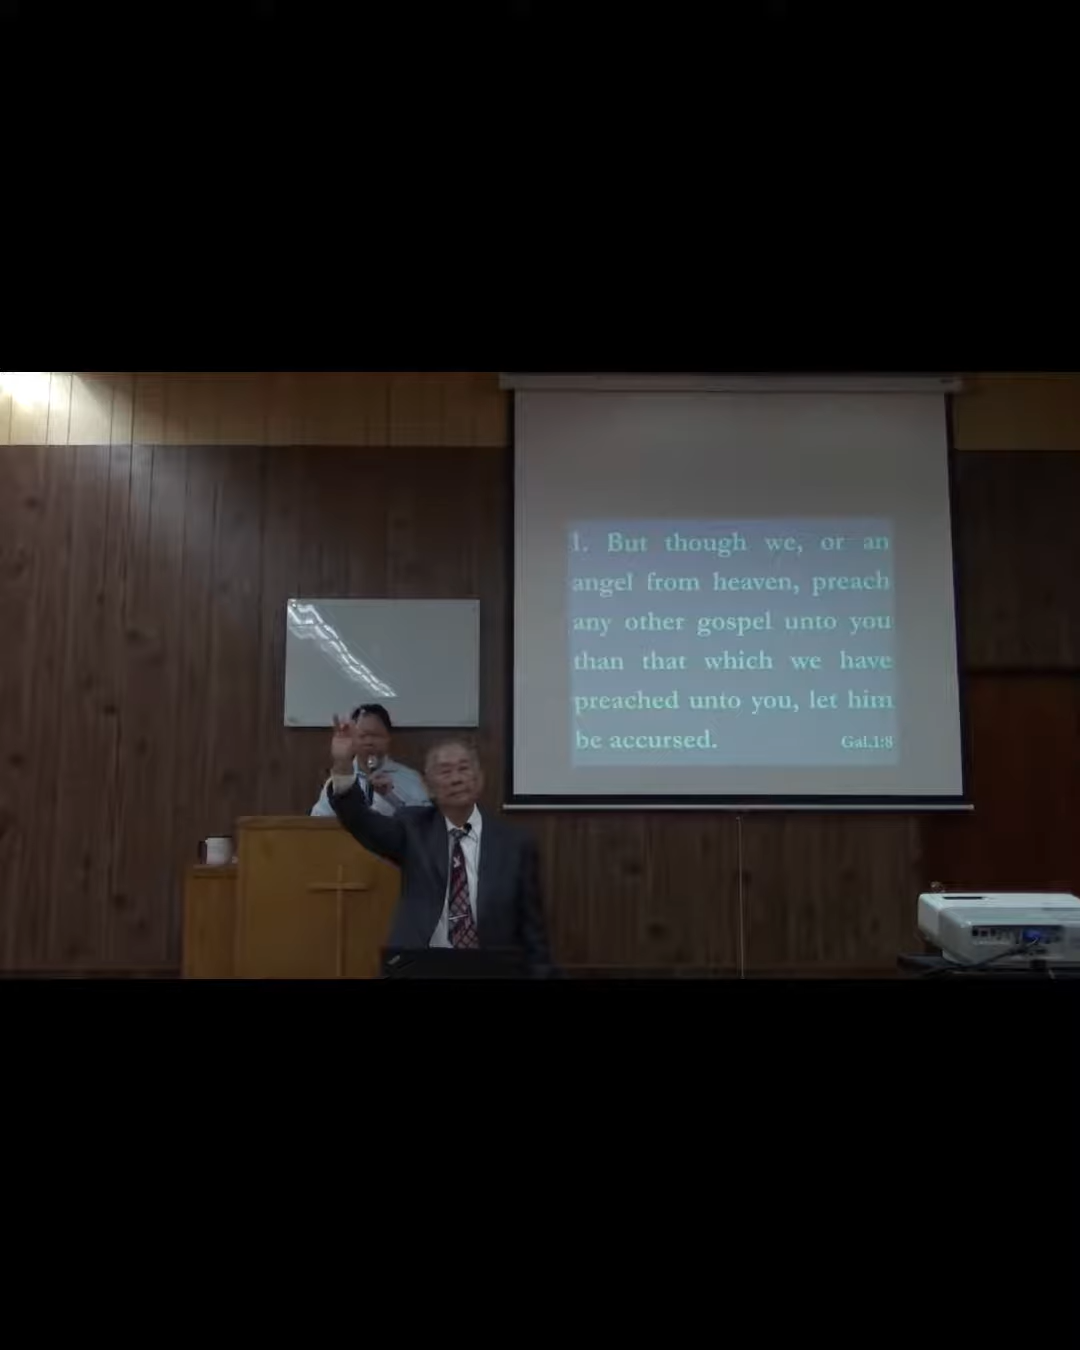 1. But though we, or an
angel from heaven, preach
any other gospel unto you
than that which we have
preached unto you, let him
be accursed. Gal.1:8